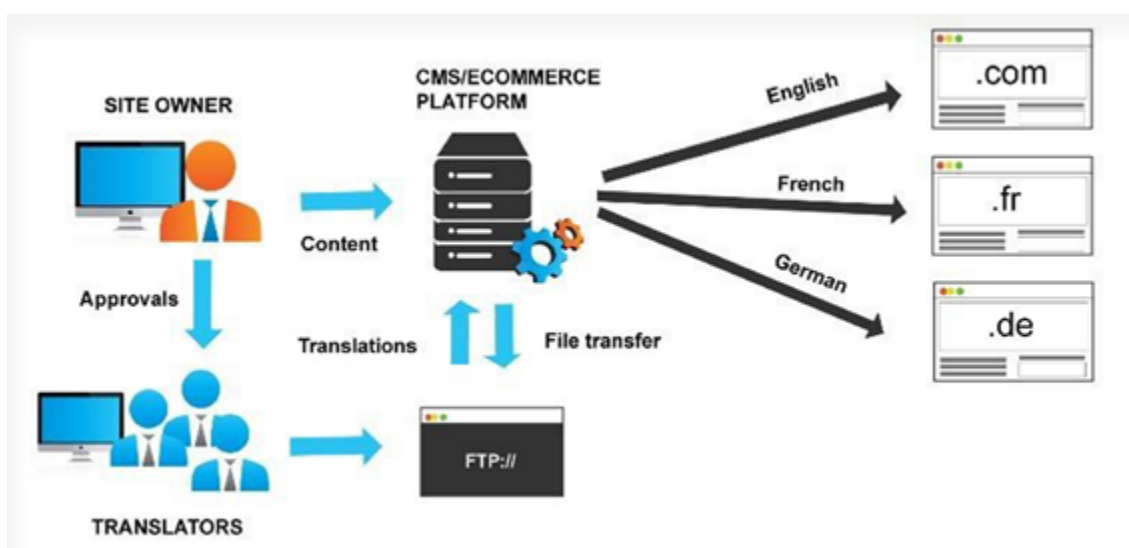 SITE OWNER
CMS/ECOMMERCE
PLATFORM
English
.com
Content
French
.fr
Approvals
German
.de
Translations
File transfer
FTP://
TRANSLATORS